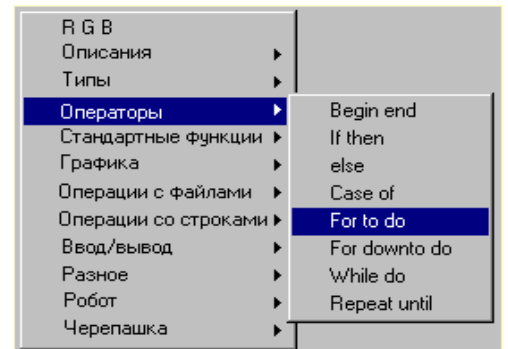 R G B
Описания
Типы
Операторы
Стандартные функции
Графика
Операции с файлами
Операции со строками
Ввод/вывод
Разное
Робот
Черепашка
Begin end
If then
else
Case of
For to do
For downto do
While do
Repeat until